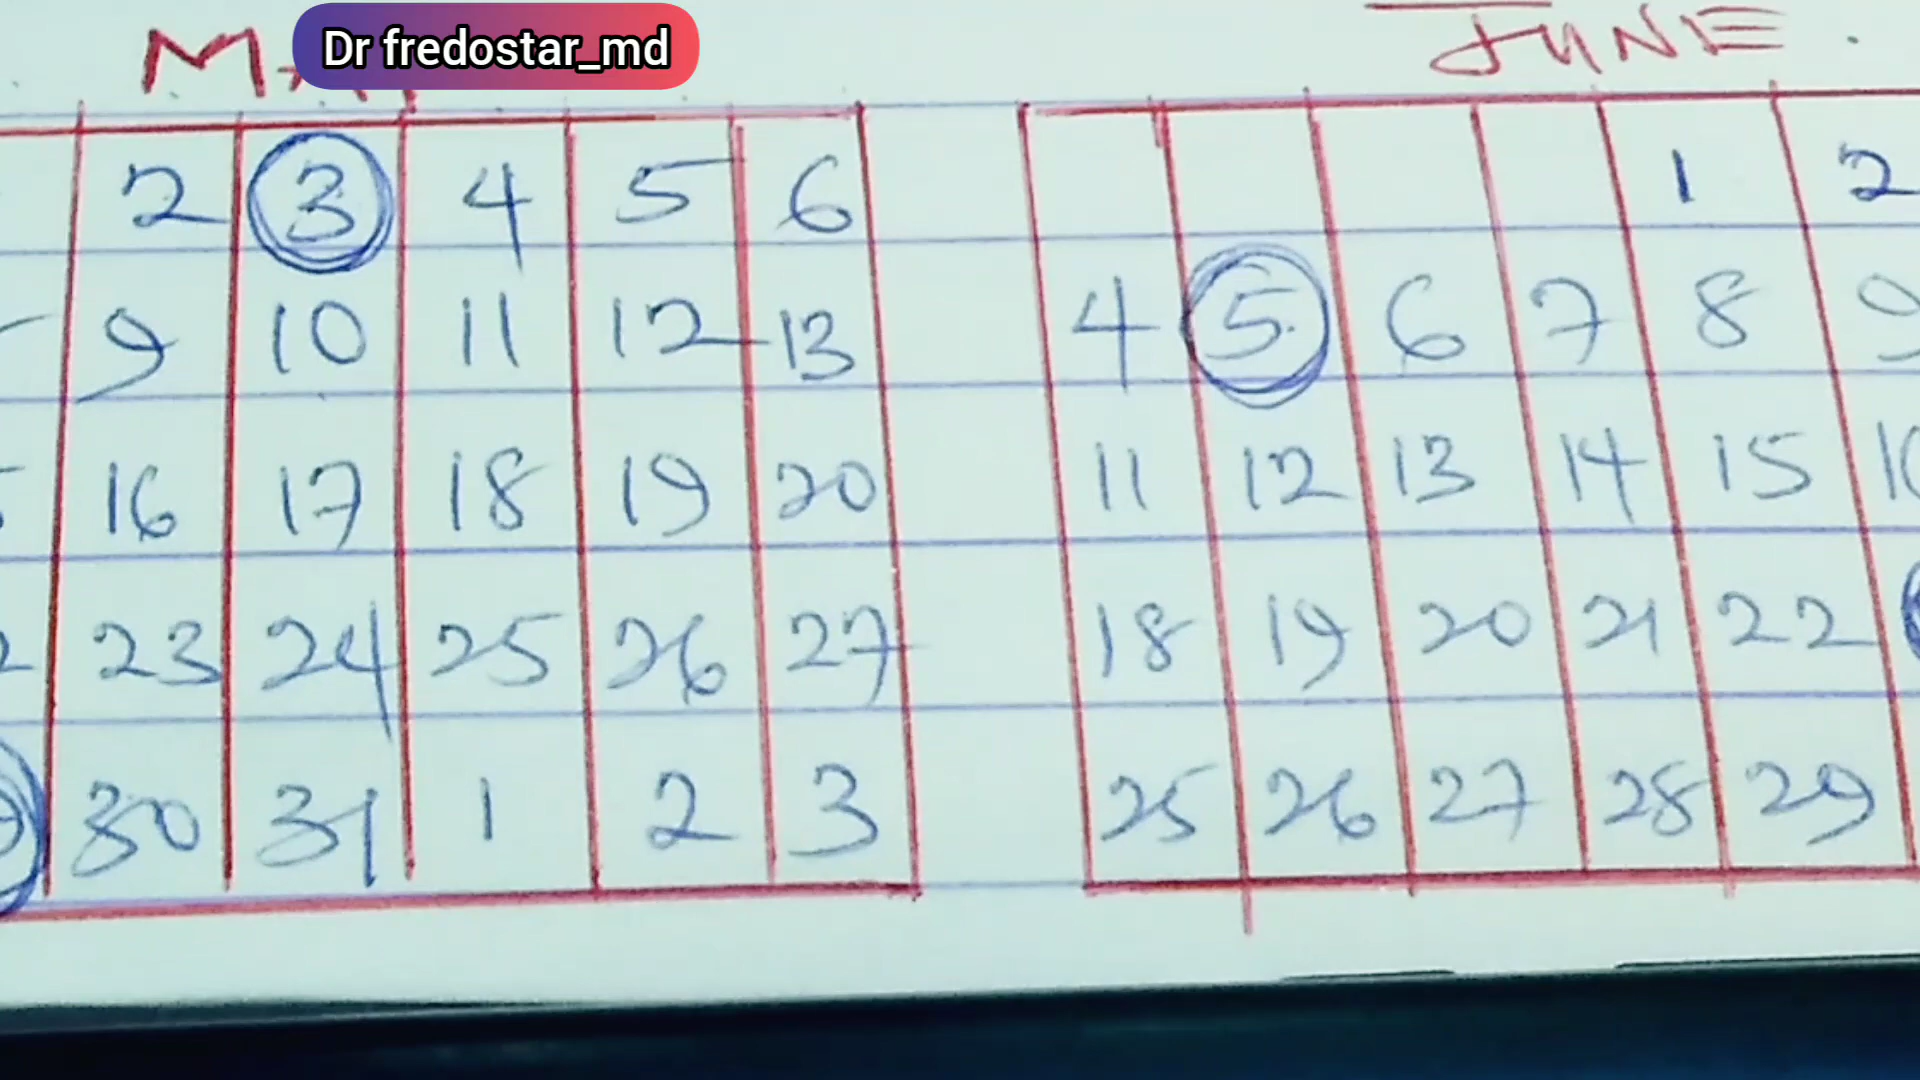 Dr fredostar_md
JUNE
2 3 4 5 6
9 10 11 12 13
16 17 18 19 20
23 24 25 26 27
30 31 1 2 3
1 2
4 5 6 7 8 9
11 12 13 14 15
18 19 20 21 22
25 26 27 28 29